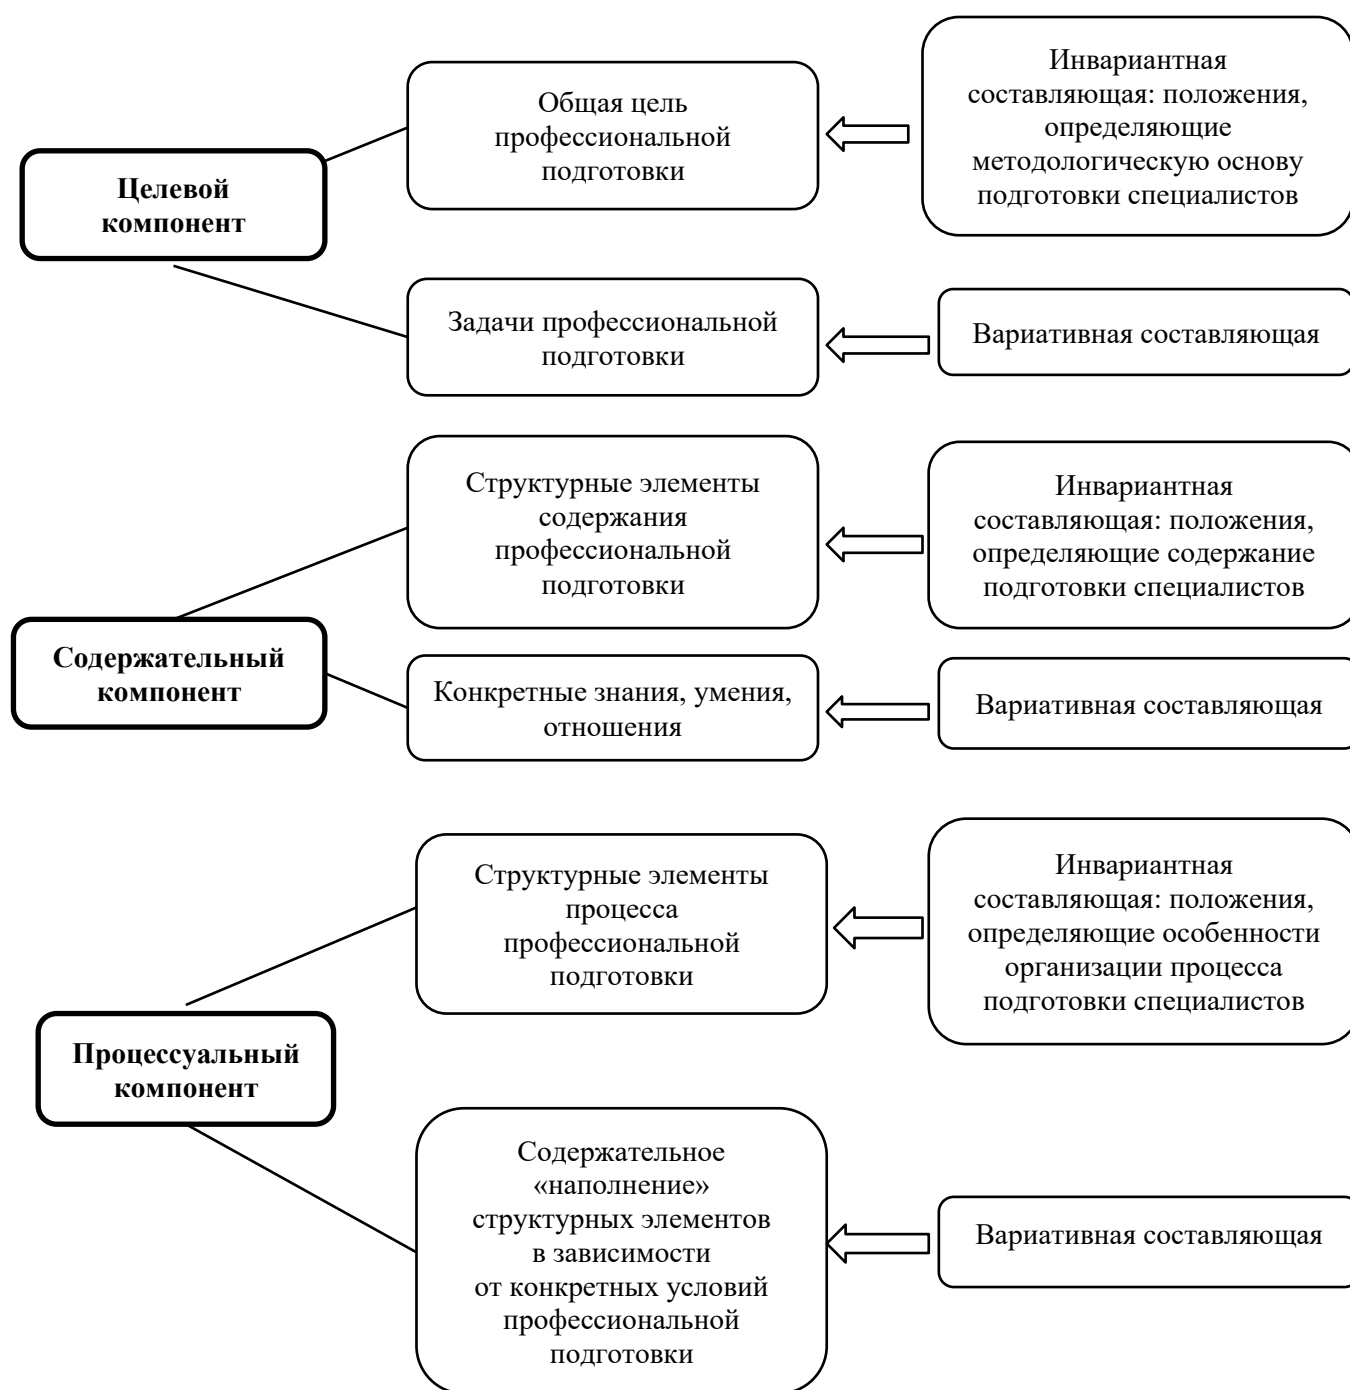 Целевой
компонент
Общая цель
профессиональной
подготовки
Инвариантная
составляющая: положения,
определяющие
методологическую основу
подготовки специалистов
Задачи профессиональной
подготовки
Вариативная составляющая
Содержательный
компонент
Структурные элементы
содержания
профессиональной
подготовки
Инвариантная
составляющая: положения,
определяющие содержание
подготовки специалистов
Конкретные знания, умения,
отношения
Вариативная составляющая
Процессуальный
компонент
Структурные элементы
процесса
профессиональной
подготовки
Инвариантная
составляющая: положения,
определяющие особенности
организации процесса
подготовки специалистов
Содержательное
«наполнение»
структурных элементов
в зависимости
от конкретных условий
профессиональной
подготовки
Вариативная составляющая